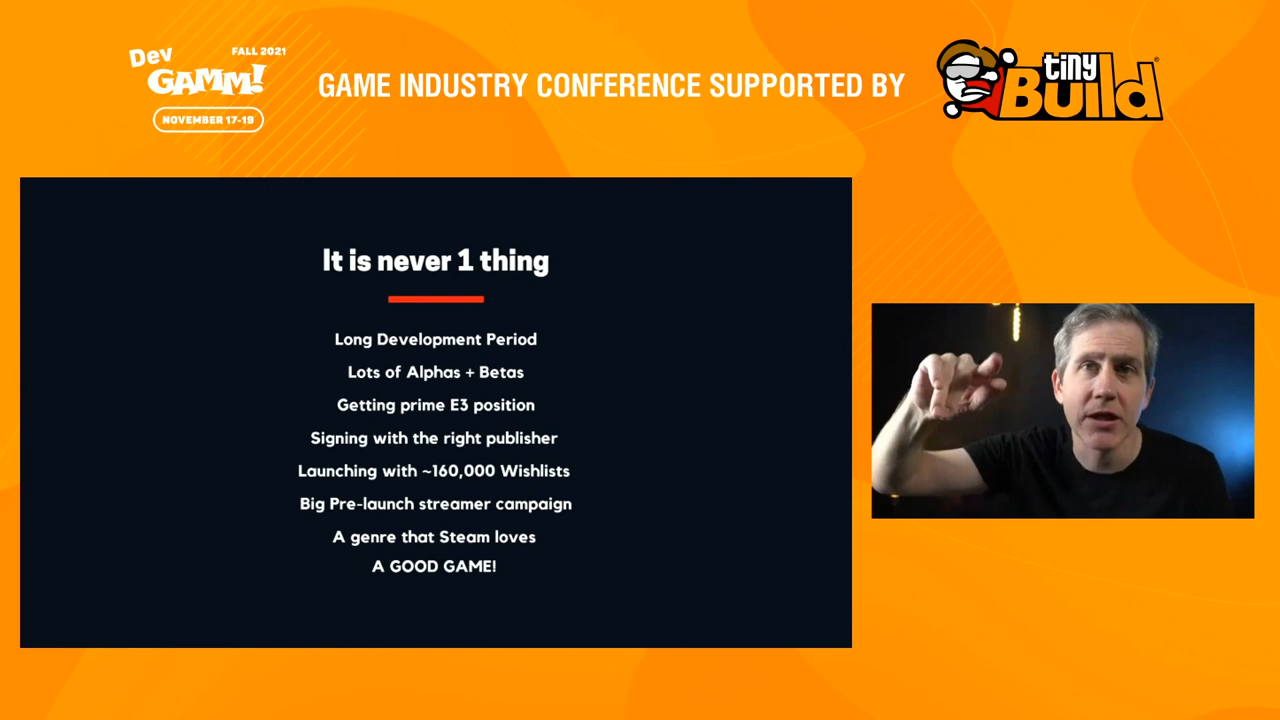 Dev
GAMM!
FALL 2021
NOVEMBER 17-19
GAME INDUSTRY CONFERENCE SUPPORTED BY
tiny
Build
It is never 1 thing
Long Development Period
Lots of Alphas + Betas
Getting prime E3 position
Signing with the right publisher
Launching with ~160,000 Wishlists
Big Pre-launch streamer campaign
A genre that Steam loves
A GOOD GAME!